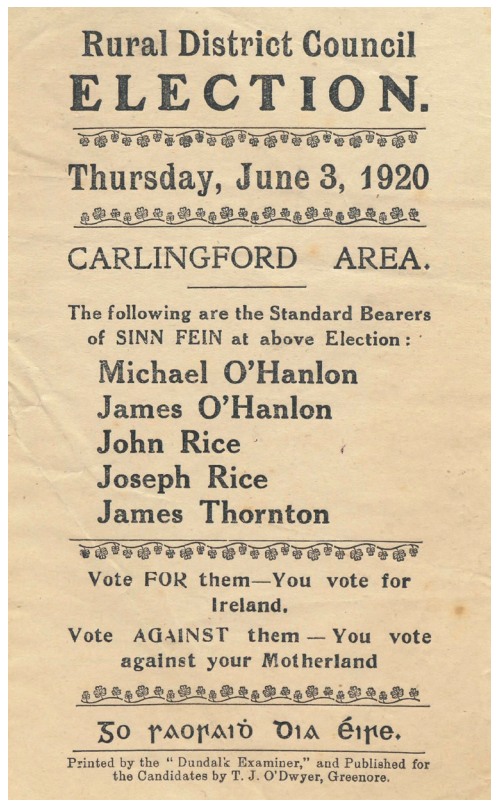 Rural District Council
ELECTION.
Thursday, June 3, 1920
CARLINGFORD AREA.
The following are the Standard Bearers
of SINN FEIN at above Election:
Michael O'Hanlon
James O'Hanlon
John Rice
Joseph Rice
James Thornton
Vote FOR them—You vote for
Ireland.
Vote AGAINST them — You vote
against your Motherland
Go saoraiḋ Dia Éire.
Printed by the "Dundalk Examiner," and Published for
the Candidates by T. J. O'Dwyer, Greenore.